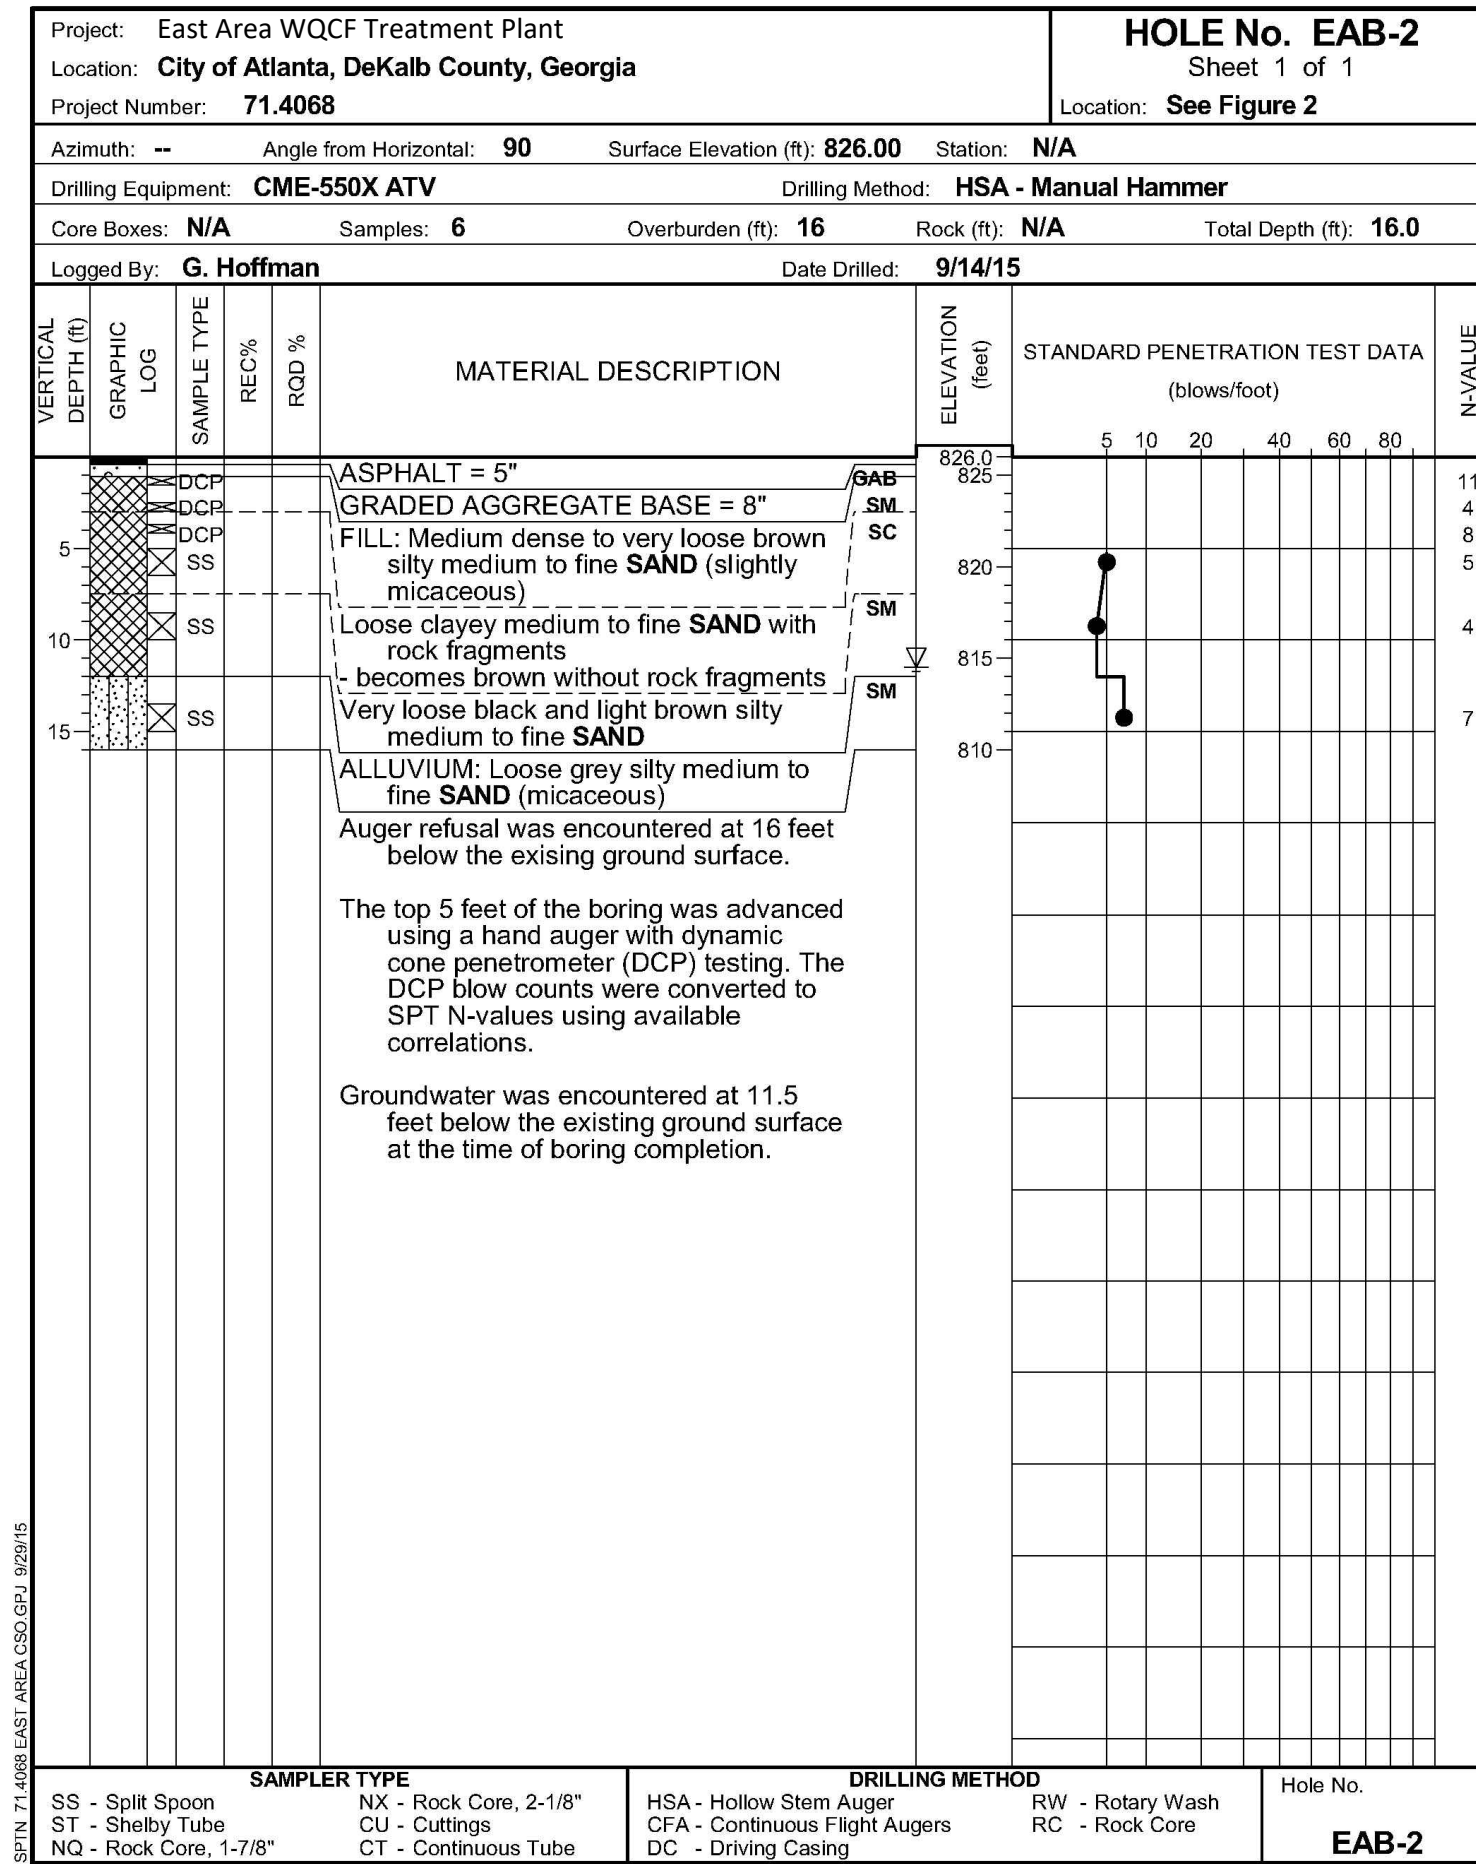 Project: East Area WQCF Treatment Plant
Location: City of Atlanta, DeKalb County, Georgia
Project Number: 71.4068
HOLE No. EAB-2
Sheet 1 of 1
Location: See Figure 2
Azimuth: -- Angle from Horizontal: 90 Surface Elevation (ft): 826.00 Station: N/A
Drilling Equipment: CME-550X ATV Drilling Method: HSA - Manual Hammer
Core Boxes: N/A Samples: 6 Overburden (ft): 16 Rock (ft): N/A Total Depth (ft): 16.0
Logged By: G. Hoffman Date Drilled: 9/14/15
VERTICAL
DEPTH (ft)
GRAPHIC
LOG
SAMPLE TYPE
REC%
RQD %
MATERIAL DESCRIPTION
ELEVATION
(feet)
STANDARD PENETRATION TEST DATA
(blows/foot)
5 10 20 40 60 80
N-VALUE
826.0
ASPHALT = 5"
GAB
825
DCP
11
GRADED AGGREGATE BASE = 8"
SM
DCP
4
FILL: Medium dense to very loose brown
silty medium to fine SAND (slightly
micaceous)
SC
DCP
8
5
SS
820
5
Loose clayey medium to fine SAND with
rock fragments
- becomes brown without rock fragments
SM
SS
4
10
815
Very loose black and light brown silty
medium to fine SAND
SM
SS
7
15
810
ALLUVIUM: Loose grey silty medium to
fine SAND (micaceous)
Auger refusal was encountered at 16 feet
below the exising ground surface.
The top 5 feet of the boring was advanced
using a hand auger with dynamic
cone penetrometer (DCP) testing. The
DCP blow counts were converted to
SPT N-values using available
correlations.
Groundwater was encountered at 11.5
feet below the existing ground surface
at the time of boring completion.
SPTN 71.4068 EAST AREA CSO.GPJ 9/29/15
SAMPLER TYPE
SS - Split Spoon NX - Rock Core, 2-1/8"
ST - Shelby Tube CU - Cuttings
NQ - Rock Core, 1-7/8" CT - Continuous Tube
DRILLING METHOD
HSA - Hollow Stem Auger RW - Rotary Wash
CFA - Continuous Flight Augers RC - Rock Core
DC - Driving Casing
Hole No.
EAB-2